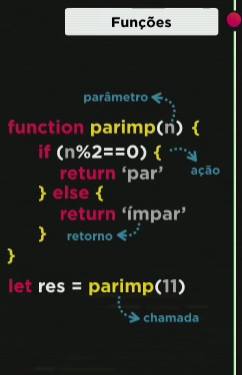 Funções
parâmetro
function parimp(n) {
if (n%2==0) {
ação
return ‘par’
} else {
return ‘ímpar’
} retorno
}
let res = parimp(11)
chamada